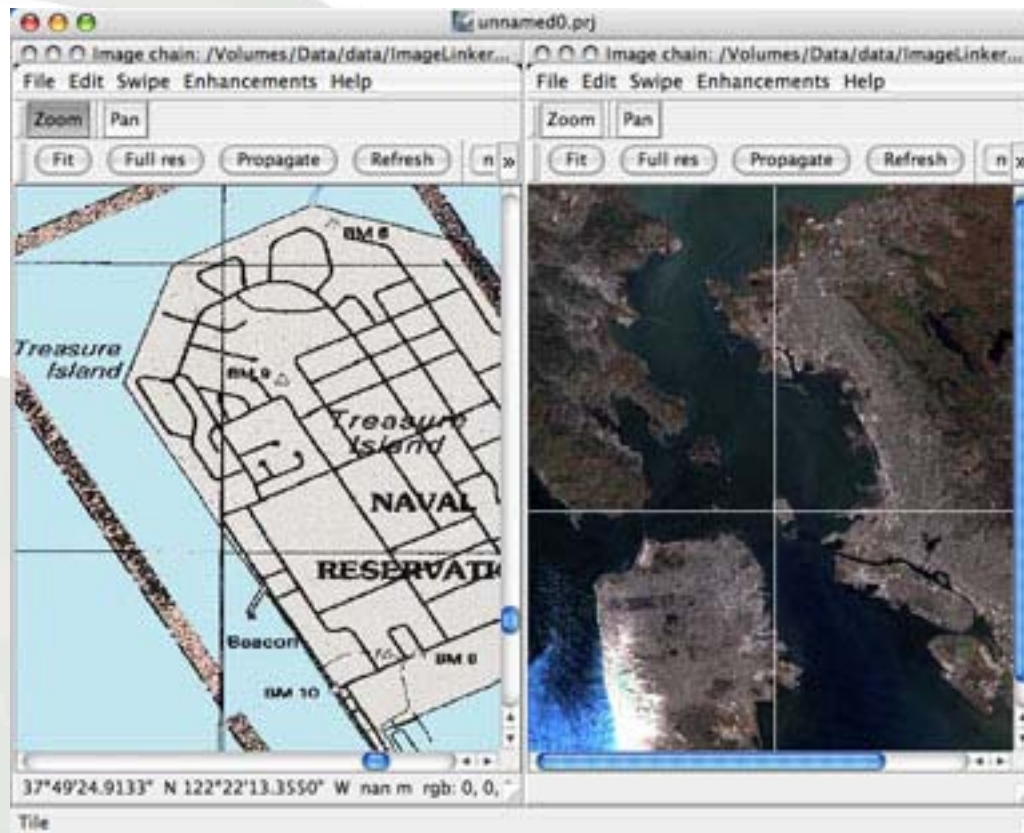 unnamed0.prj
Image chain: /Volumes/Data/data/ImageLinker...
File Edit Swipe Enhancements Help
Zoom Pan
Fit Full res Propagate Refresh n »
BM 6
Treasure
Island
BM 9
Treasure
Island
NAVAL
RESERVATI
Beacon
BM 8
BM 10
37°49'24.9133" N 122°22'13.3550" W nan m rgb: 0, 0,
Image chain: /Volumes/Data/data/ImageLinker...
File Edit Swipe Enhancements Help
Zoom Pan
Fit Full res Propagate Refresh n »
Tile